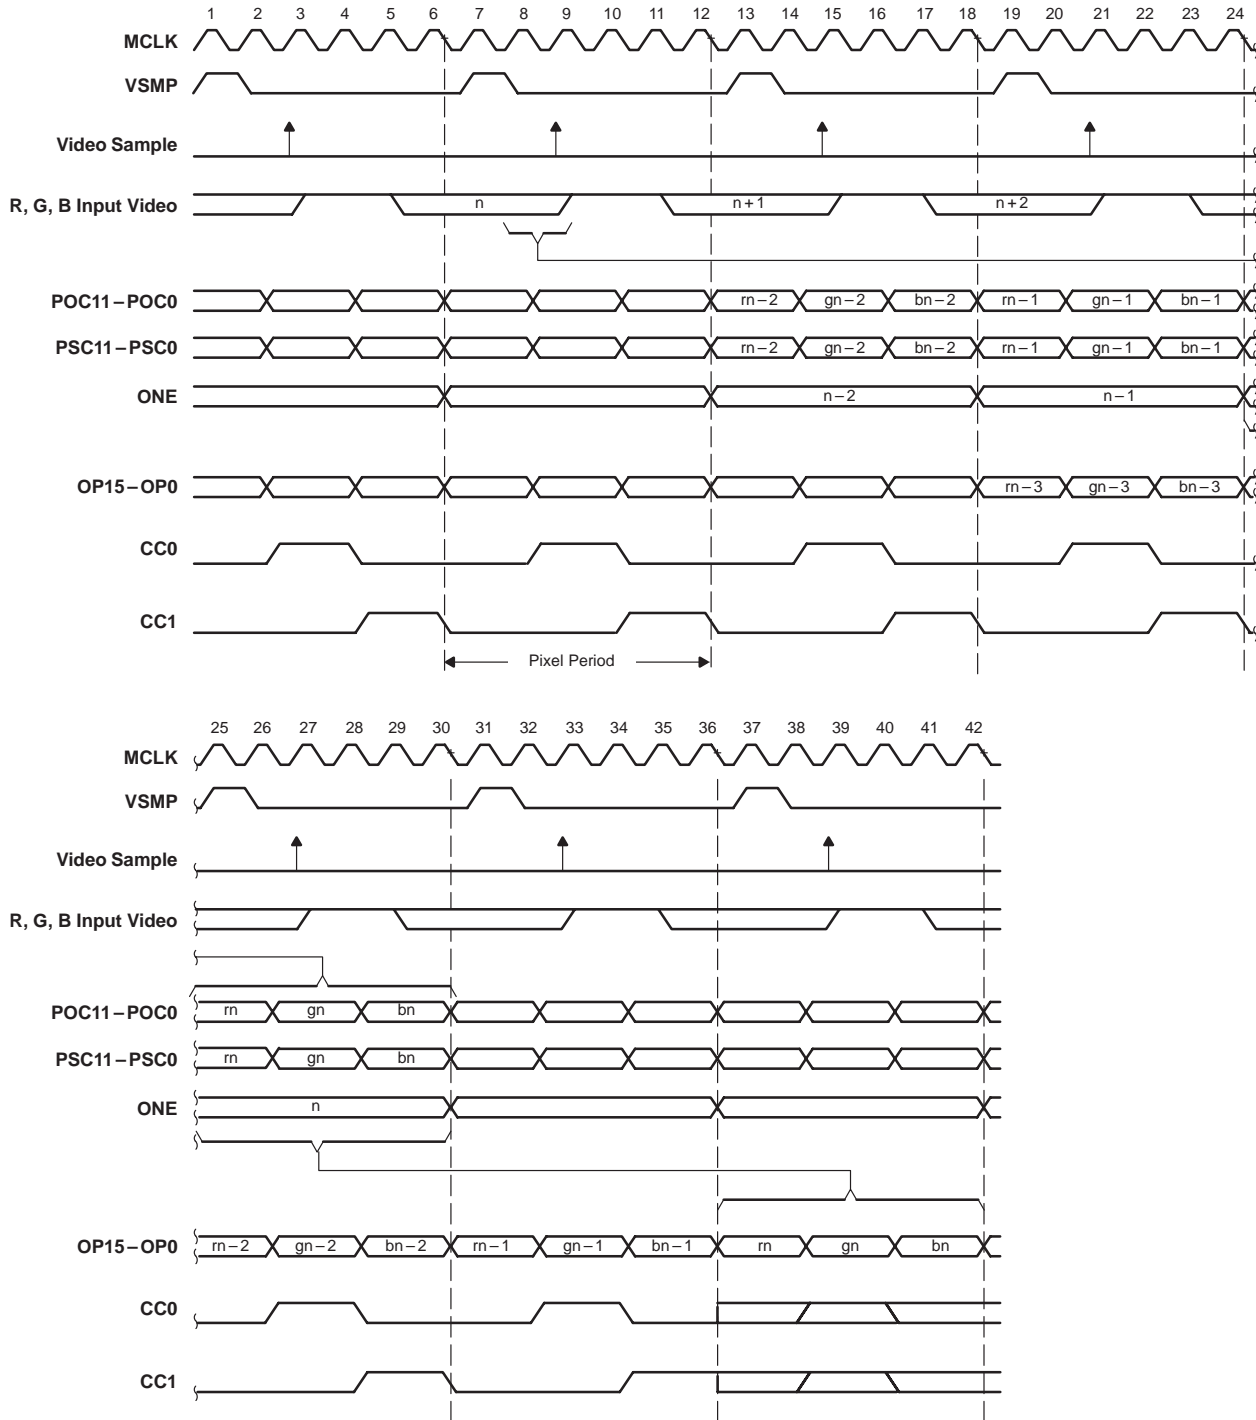 1 2 3 4 5 6 7 8 9 10 11 12 13 14 15 16 17 18 19 20 21 22 23 24
MCLK
VSMP
Video Sample
R, G, B Input Video n n+1 n+2
POC11–POC0 rn–2 gn–2 bn–2 rn–1 gn–1 bn–1
PSC11–PSC0 rn–2 gn–2 bn–2 rn–1 gn–1 bn–1
ONE n–2 n–1
OP15–OP0 rn–3 gn–3 bn–3
CC0
CC1
Pixel Period
25 26 27 28 29 30 31 32 33 34 35 36 37 38 39 40 41 42
MCLK
VSMP
Video Sample
R, G, B Input Video
POC11–POC0 rn gn bn
PSC11–PSC0 rn gn bn
ONE n
OP15–OP0 rn–2 gn–2 bn–2 rn–1 gn–1 bn–1 rn gn bn
CC0
CC1